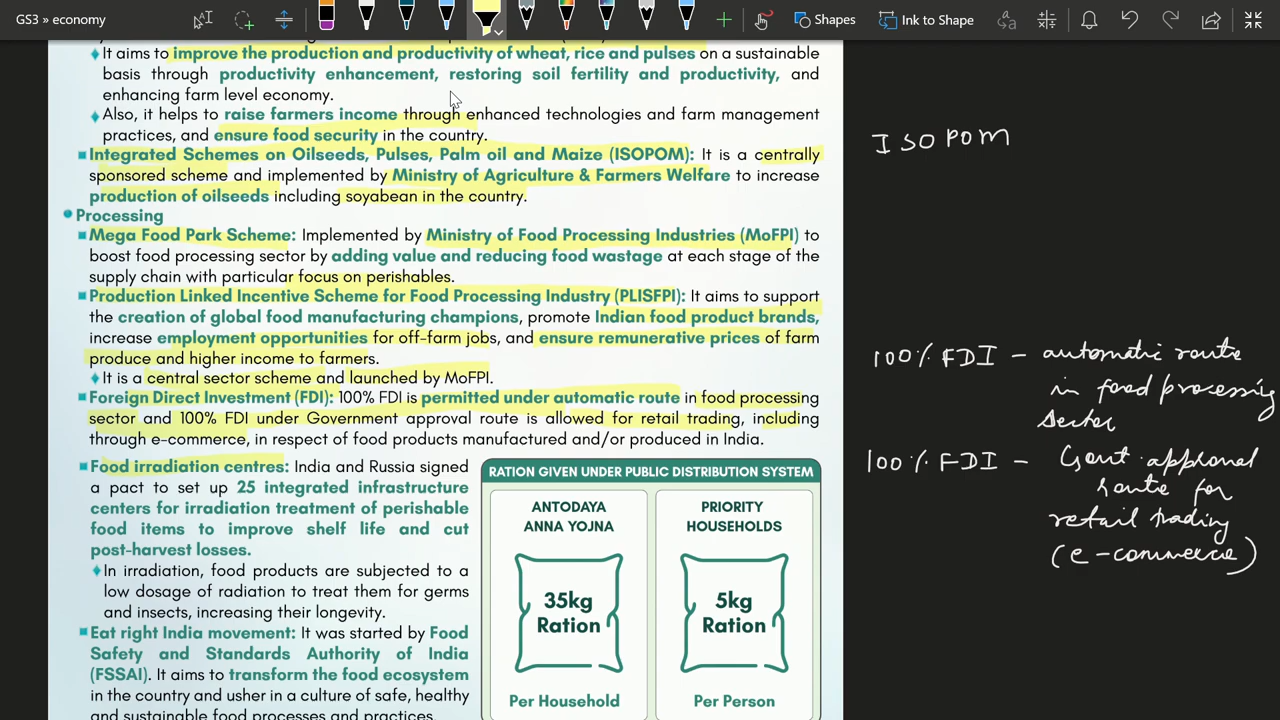 GS3 » economy
Shapes
Ink to Shape
It aims to improve the production and productivity of wheat, rice and pulses on a sustainable
basis through productivity enhancement, restoring soil fertility and productivity, and
enhancing farm level economy.
Also, it helps to raise farmers income through enhanced technologies and farm management
practices, and ensure food security in the country.
Integrated Schemes on Oilseeds, Pulses, Palm oil and Maize (ISOPOM): It is a centrally
sponsored scheme and implemented by Ministry of Agriculture & Farmers Welfare to increase
production of oilseeds including soyabean in the country.
Processing
Mega Food Park Scheme: Implemented by Ministry of Food Processing Industries (MoFPI) to
boost food processing sector by adding value and reducing food wastage at each stage of the
supply chain with particular focus on perishables.
Production Linked Incentive Scheme for Food Processing Industry (PLISFPI): It aims to support
the creation of global food manufacturing champions, promote Indian food product brands,
increase employment opportunities for off-farm jobs, and ensure remunerative prices of farm
produce and higher income to farmers.
It is a central sector scheme and launched by MoFPI.
Foreign Direct Investment (FDI): 100% FDI is permitted under automatic route in food processing
sector and 100% FDI under Government approval route is allowed for retail trading, including
through e-commerce, in respect of food products manufactured and/or produced in India.
Food irradiation centres: India and Russia signed
a pact to set up 25 integrated infrastructure
centers for irradiation treatment of perishable
food items to improve shelf life and cut
post-harvest losses.
In irradiation, food products are subjected to a
low dosage of radiation to treat them for germs
and insects, increasing their longevity.
Eat right India movement: It was started by Food
Safety and Standards Authority of India
(FSSAI). It aims to transform the food ecosystem
in the country and usher in a culture of safe, healthy
and sustainable food processes and practices.
RATION GIVEN UNDER PUBLIC DISTRIBUTION SYSTEM
ANTODAYA
ANNA YOJNA
35kg
Ration
Per Household
PRIORITY
HOUSEHOLDS
5kg
Ration
Per Person
ISOPOM
100% FDI - automatic route
in food processing
sector
100% FDI - Govt. approval
route for
retail trading
(e-commerce)